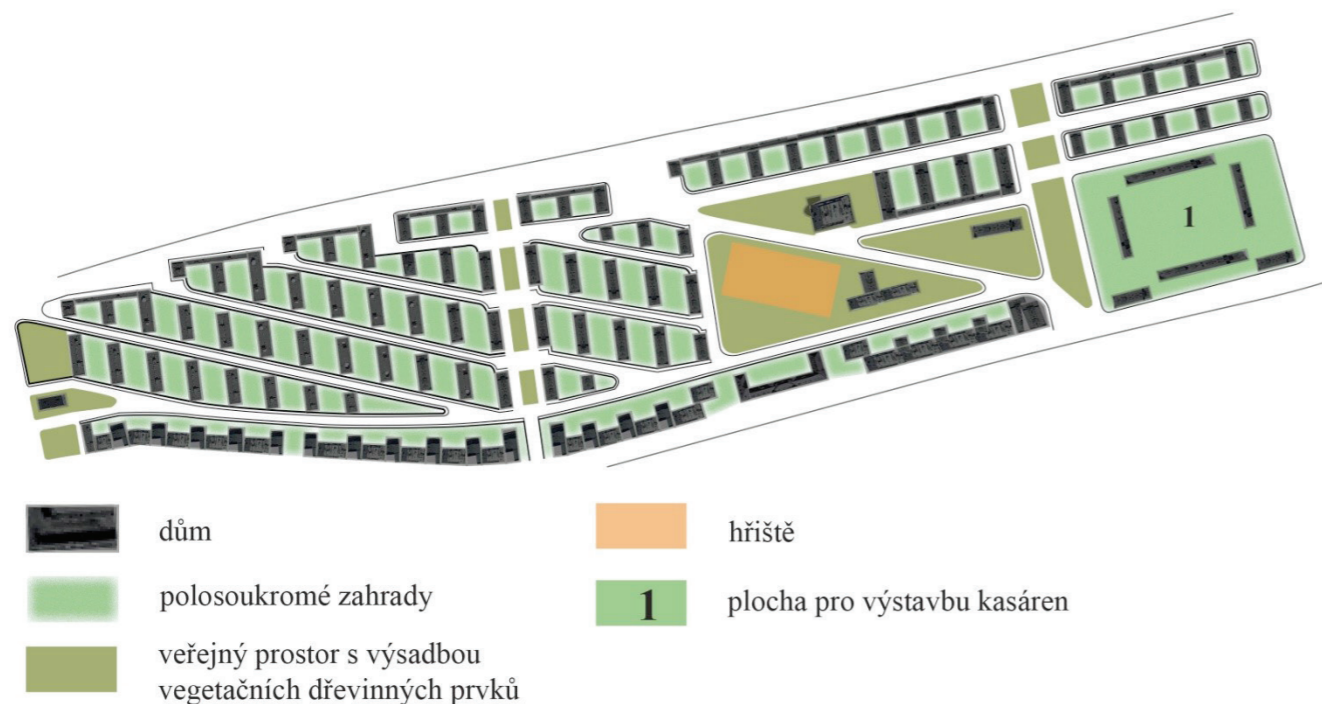 1
dům
hřiště
polosoukromé zahrady
1
plocha pro výstavbu kasáren
veřejný prostor s výsadbou
vegetačních dřevinných prvků